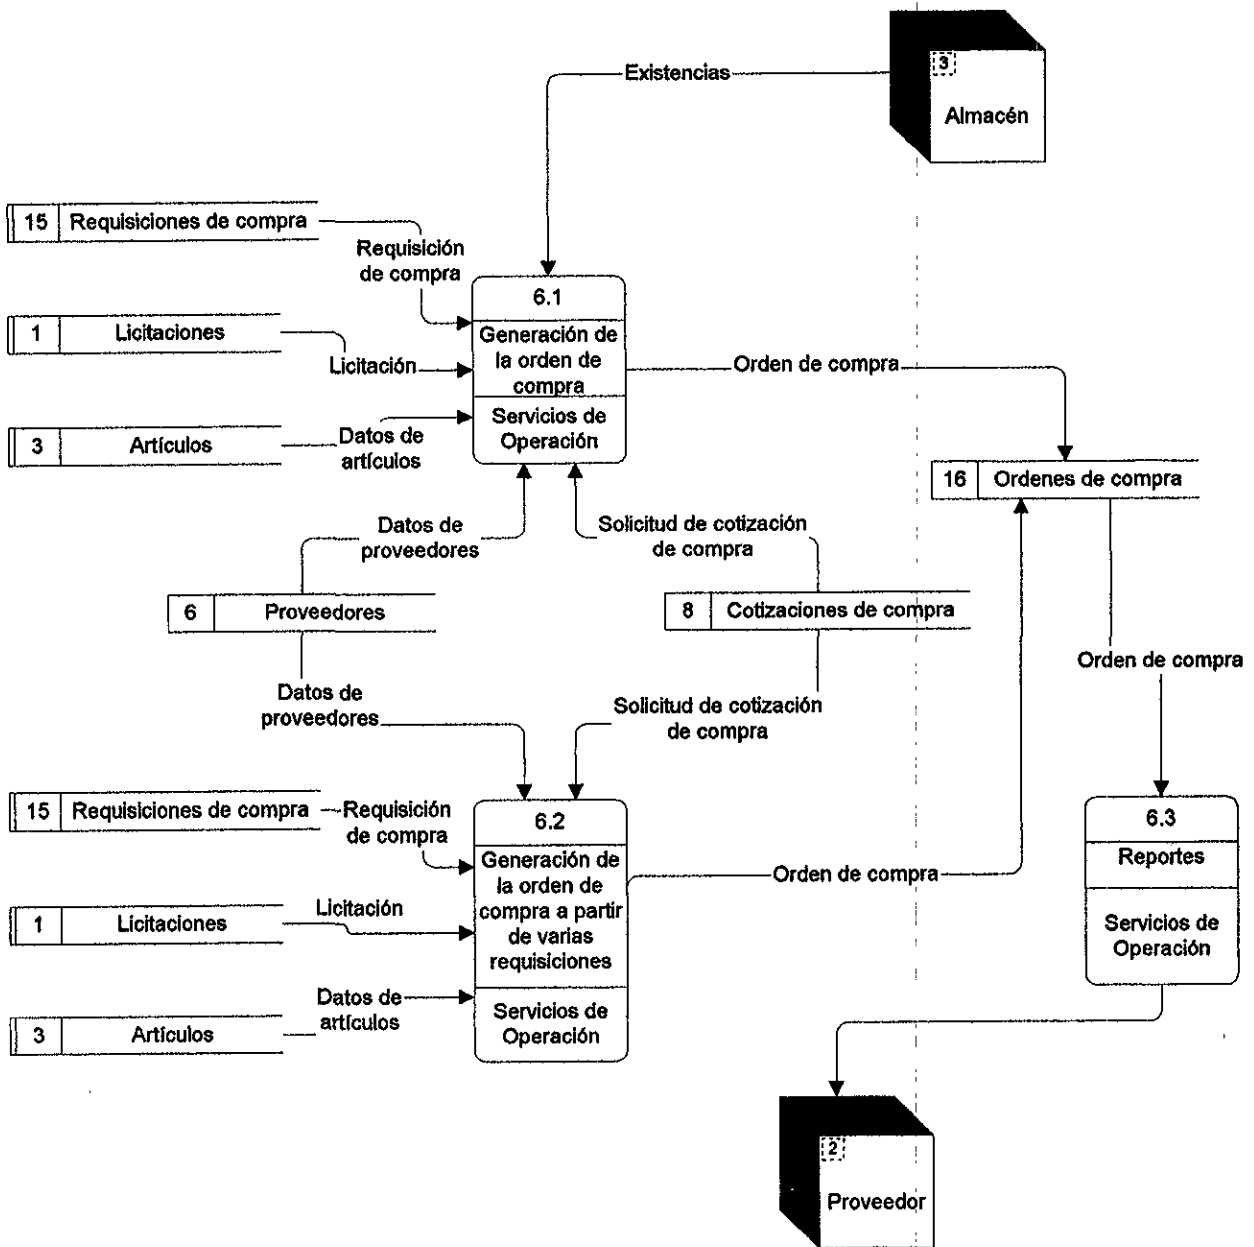 Existencias
3
Almacén
15 Requisiciones de compra
Requisición
de compra
6.1
1 Licitaciones
Licitación
Generación de
la orden de
compra
Orden de compra
3 Artículos
Datos de
artículos
Servicios de
Operación
16 Ordenes de compra
Datos de
proveedores
Solicitud de cotización
de compra
6 Proveedores
8 Cotizaciones de compra
Orden de compra
Datos de
proveedores
Solicitud de cotización
de compra
15 Requisiciones de compra
Requisición
de compra
6.2
Generación de
la orden de
compra a partir
de varias
requisiciones
Orden de compra
6.3
Reportes
Servicios de
Operación
1 Licitaciones
Licitación
3 Artículos
Datos de
artículos
Servicios de
Operación
2
Proveedor